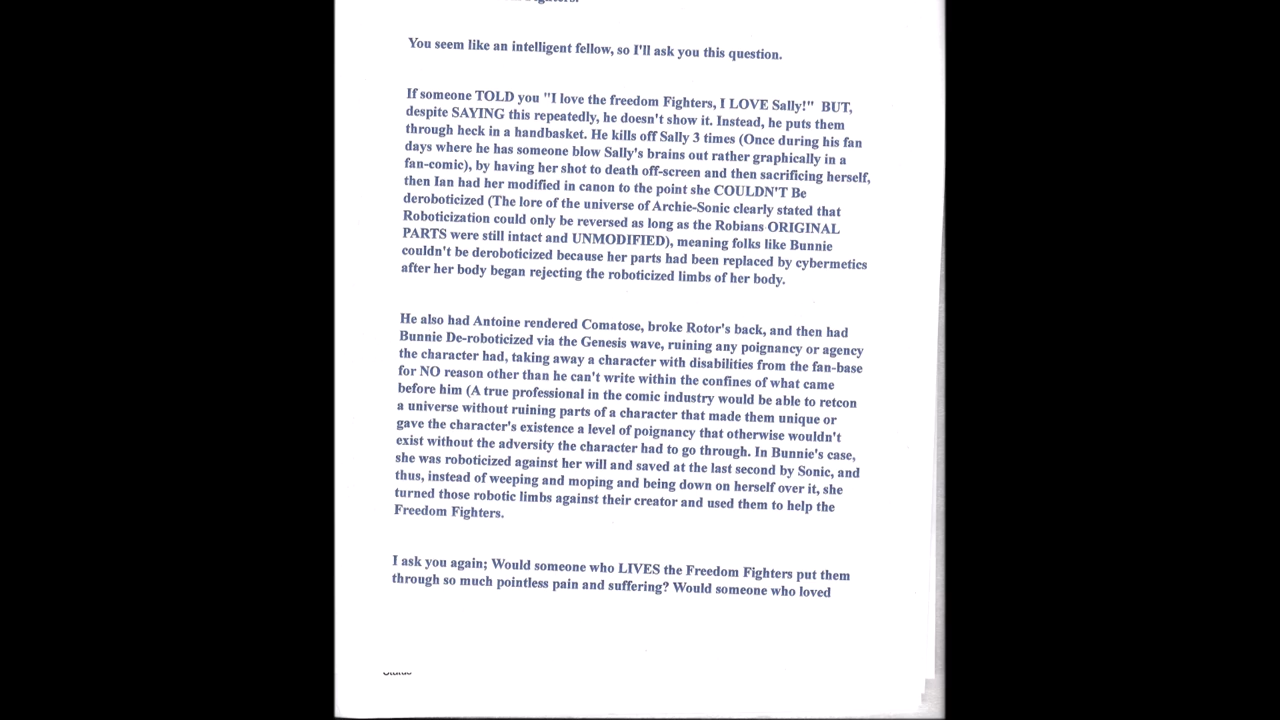 Fighters.
You seem like an intelligent fellow, so I'll ask you this question.
If someone TOLD you "I love the freedom Fighters, I LOVE Sally!" BUT,
despite SAYING this repeatedly, he doesn't show it. Instead, he puts them
through heck in a handbasket. He kills off Sally 3 times (Once during his fan
days where he has someone blow Sally's brains out rather graphically in a
fan-comic), by having her shot to death off-screen and then sacrificing herself,
then Ian had her modified in canon to the point she COULDN'T Be
deroboticized (The lore of the universe of Archie-Sonic clearly stated that
Roboticization could only be reversed as long as the Robians ORIGINAL
PARTS were still intact and UNMODIFIED), meaning folks like Bunnie
couldn't be deroboticized because her parts had been replaced by cybermetics
after her body began rejecting the roboticized limbs of her body.
He also had Antoine rendered Comatose, broke Rotor's back, and then had
Bunnie De-roboticized via the Genesis wave, ruining any poignancy or agency
the character had, taking away a character with disabilities from the fan-base
for NO reason other than he can't write within the confines of what came
before him (A true professional in the comic industry would be able to retcon
a universe without ruining parts of a character that made them unique or
gave the character's existence a level of poignancy that otherwise wouldn't
exist without the adversity the character had to go through. In Bunnie's case,
she was roboticized against her will and saved at the last second by Sonic, and
thus, instead of weeping and moping and being down on herself over it, she
turned those robotic limbs against their creator and used them to help the
Freedom Fighters.
I ask you again; Would someone who LIVES the Freedom Fighters put them
through so much pointless pain and suffering? Would someone who loved